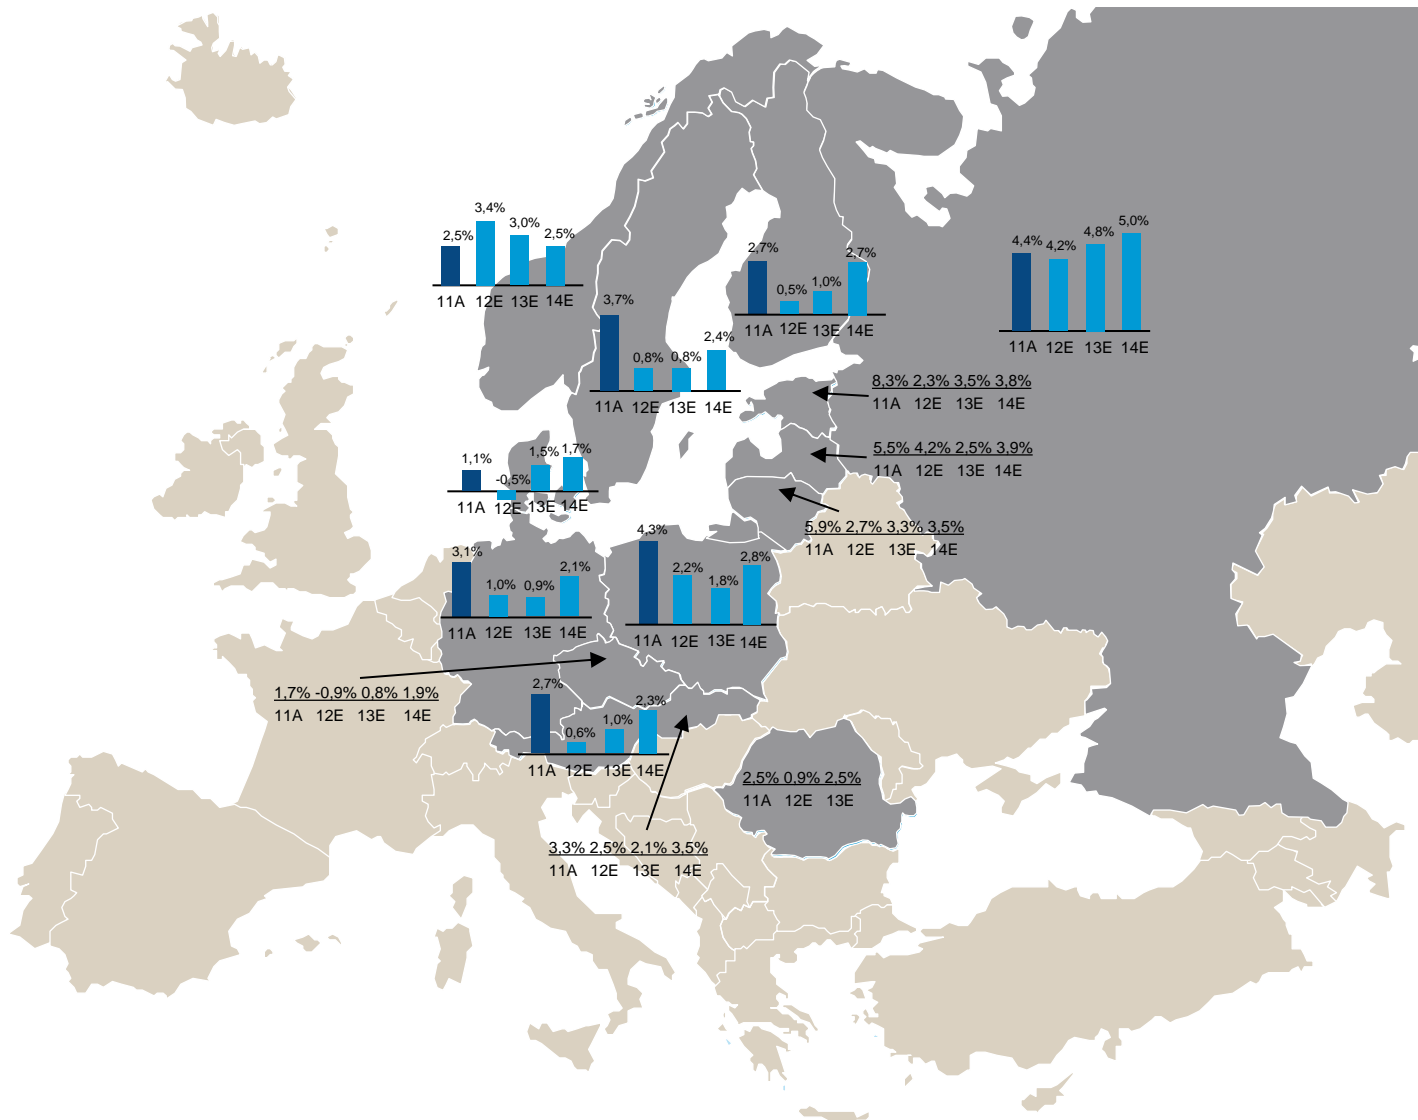 2,5% 3,4% 3,0% 2,5%
11A 12E 13E 14E
2,7% 0,5% 1,0% 2,7%
11A 12E 13E 14E
4,4% 4,2% 4,8% 5,0%
11A 12E 13E 14E
3,7% 0,8% 0,8% 2,4%
11A 12E 13E 14E
8,3% 2,3% 3,5% 3,8%
11A 12E 13E 14E
1,1% -0,5% 1,5% 1,7%
11A 12E 13E 14E
5,5% 4,2% 2,5% 3,9%
11A 12E 13E 14E
5,9% 2,7% 3,3% 3,5%
11A 12E 13E 14E
3,1% 1,0% 0,9% 2,1%
11A 12E 13E 14E
4,3% 2,2% 1,8% 2,8%
11A 12E 13E 14E
1,7% -0,9% 0,8% 1,9%
11A 12E 13E 14E
2,7% 0,6% 1,0% 2,3%
11A 12E 13E 14E
2,5% 0,9% 2,5%
11A 12E 13E
3,3% 2,5% 2,1% 3,5%
11A 12E 13E 14E